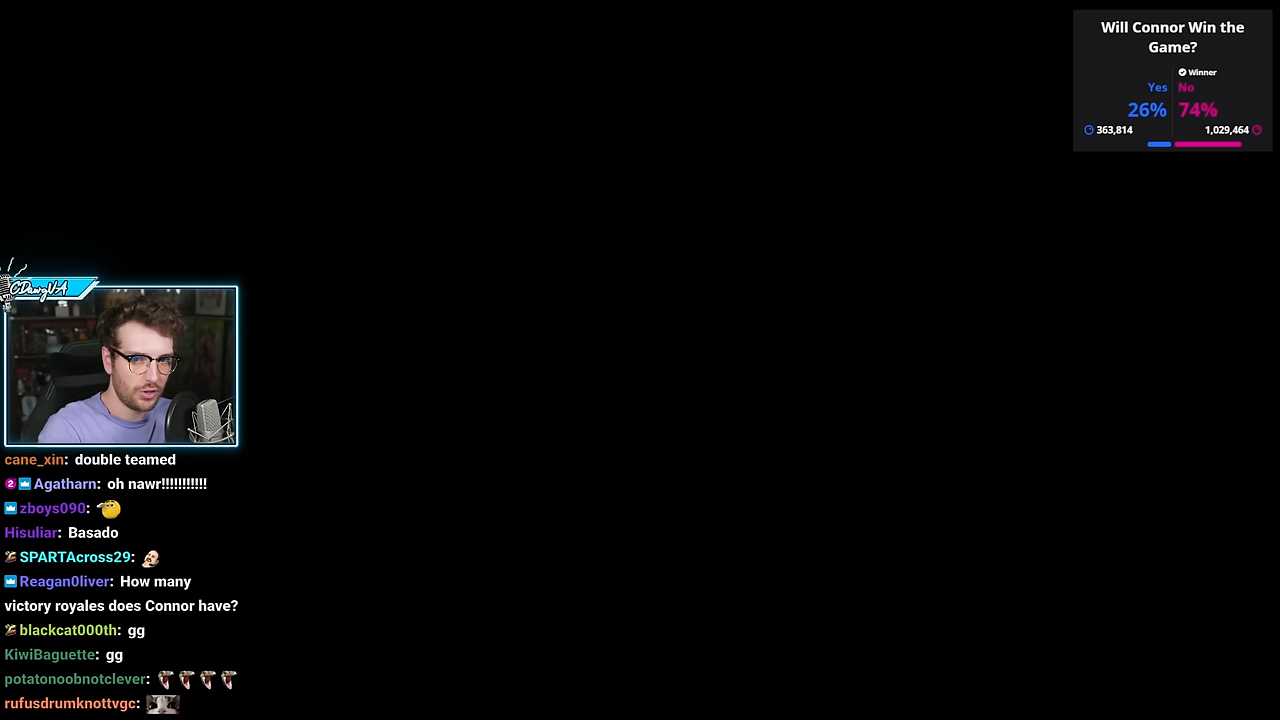 Will Connor Win the
Game?
Winner
Yes No
26% 74%
363,814 1,029,464
CDawgVA
cane_xin: double teamed
2 Agatharn: oh nawr!!!!!!!!!!!
zboys090:
Hisuliar: Basado
SPARTAcross29:
Reagan0liver: How many
victory royales does Connor have?
blackcat000th: gg
KiwiBaguette: gg
potatonoobnotclever:
rufusdrumknottvgc: